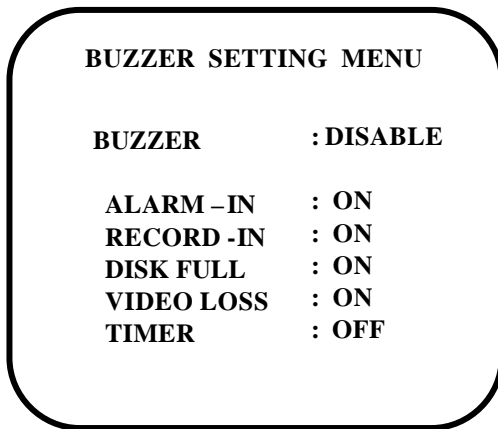 BUZZER SETTING MENU
BUZZER : DISABLE
ALARM – IN : ON
RECORD -IN : ON
DISK FULL : ON
VIDEO LOSS : ON
TIMER : OFF